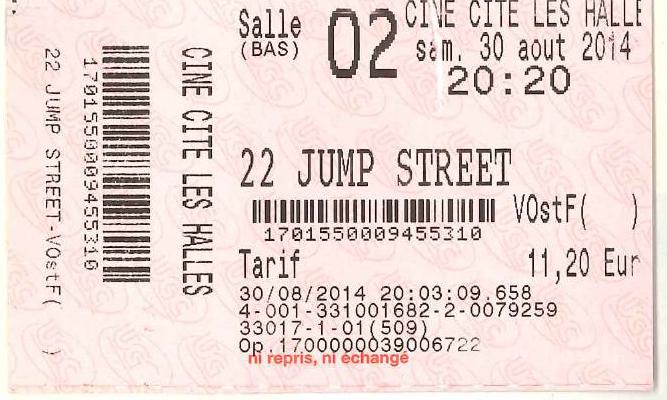 Salle
(BAS)
02
CINE CITE LES HALLE
sam. 30 aout 2014
20:20
22 JUMP STREET
VOstF( )
1701550009455310
Tarif 11,20 Eur
30/08/2014 20:03:09.658
4-001-331001682-2-0079259
33017-1-01(509)
Op.1700000039006722
ni repris, ni échangé
CINE CITE LES HALLES
1701550009455310
22 JUMP STREET-VOstF( )